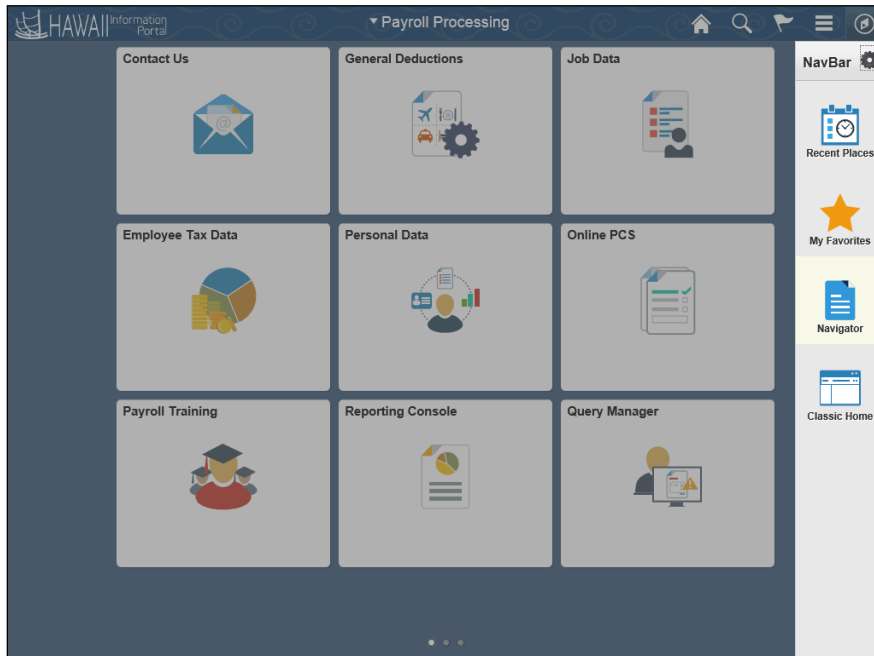 HAWAII Information
Portal
Payroll Processing
Contact Us
General Deductions
Job Data
NavBar
Recent Places
My Favorites
Employee Tax Data
Personal Data
Online PCS
Navigator
Payroll Training
Reporting Console
Query Manager
Classic Home